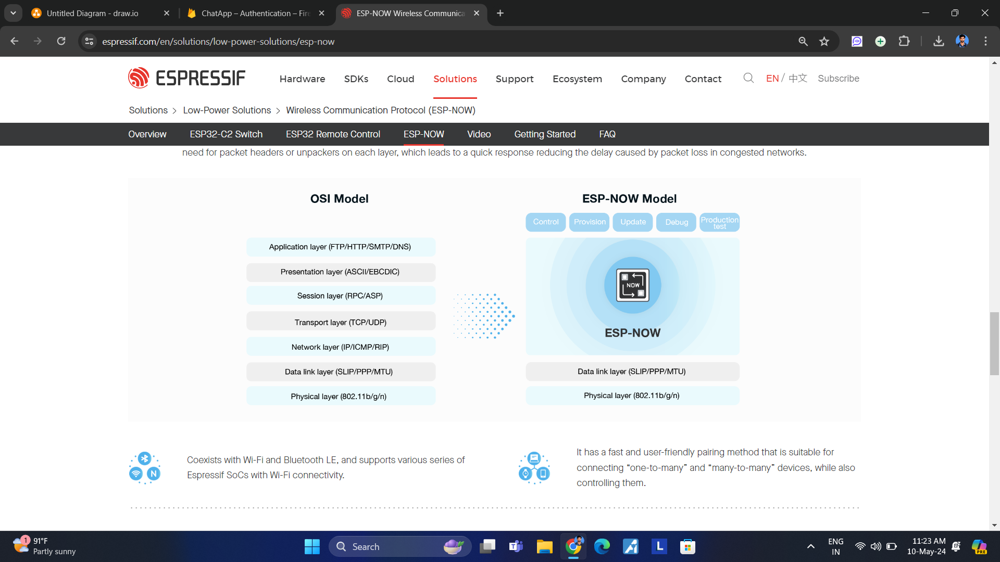 Untitled Diagram - draw.io
ChatApp – Authentication – Fire
ESP-NOW Wireless Communica
espressif.com/en/solutions/low-power-solutions/esp-now
ESPRESSIF
Hardware
SDKs
Cloud
Solutions
Support
Ecosystem
Company
Contact
EN / 中文
Subscribe
Solutions > Low-Power Solutions > Wireless Communication Protocol (ESP-NOW)
Overview
ESP32-C2 Switch
ESP32 Remote Control
ESP-NOW
Video
Getting Started
FAQ
need for packet headers or unpackers on each layer, which leads to a quick response reducing the delay caused by packet loss in congested networks.
OSI Model
Application layer (FTP/HTTP/SMTP/DNS)
Presentation layer (ASCII/EBCDIC)
Session layer (RPC/ASP)
Transport layer (TCP/UDP)
Network layer (IP/ICMP/RIP)
Data link layer (SLIP/PPP/MTU)
Physical layer (802.11b/g/n)
ESP-NOW Model
Control
Provision
Update
Debug
Production
test
NOW
ESP-NOW
Data link layer (SLIP/PPP/MTU)
Physical layer (802.11b/g/n)
N
Coexists with Wi-Fi and Bluetooth LE, and supports various series of
Espressif SoCs with Wi-Fi connectivity.
It has a fast and user-friendly pairing method that is suitable for
connecting “one-to-many” and “many-to-many” devices, while also
controlling them.
1
91°F
Partly sunny
Search
L
PRE
ENG
IN
11:23 AM
10-May-24